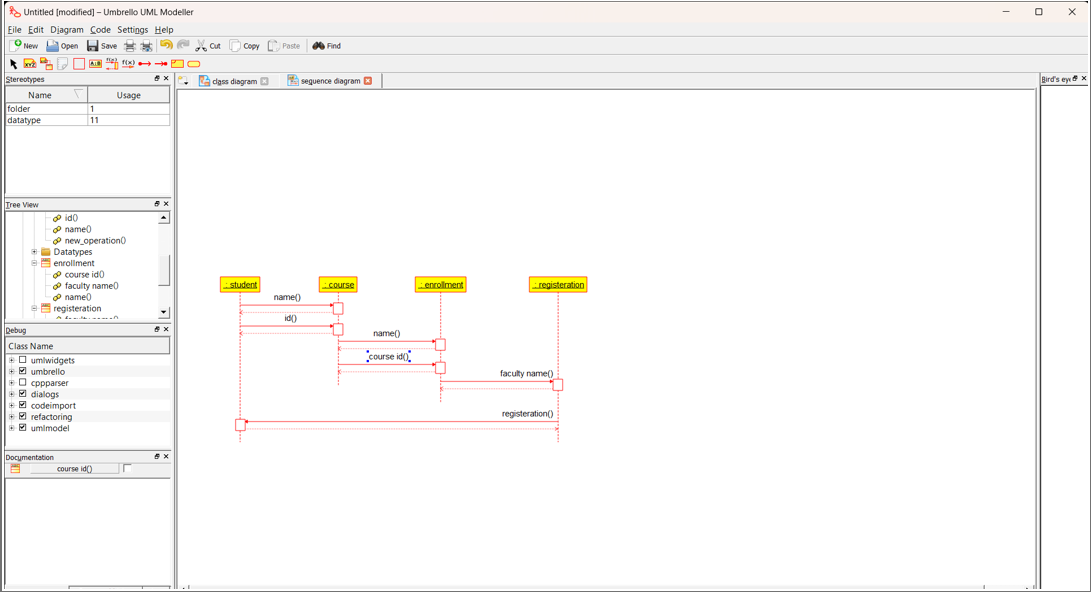 Untitled [modified] – Umbrello UML Modeller
File Edit Diagram Code Settings Help
New Open Save Cut Copy Paste Find
Stereotypes
Name Usage
folder 1
datatype 11
Tree View
id()
name()
new_operation()
Datatypes
enrollment
course id()
faculty name()
name()
registeration
Debug
Class Name
umlwidgets
umbrello
cppparser
dialogs
codeimport
refactoring
umlmodel
Documentation
course id()
class diagram sequence diagram
: student : course : enrollment : registeration
name()
id()
name()
course id()
faculty name()
registeration()
Bird's eye